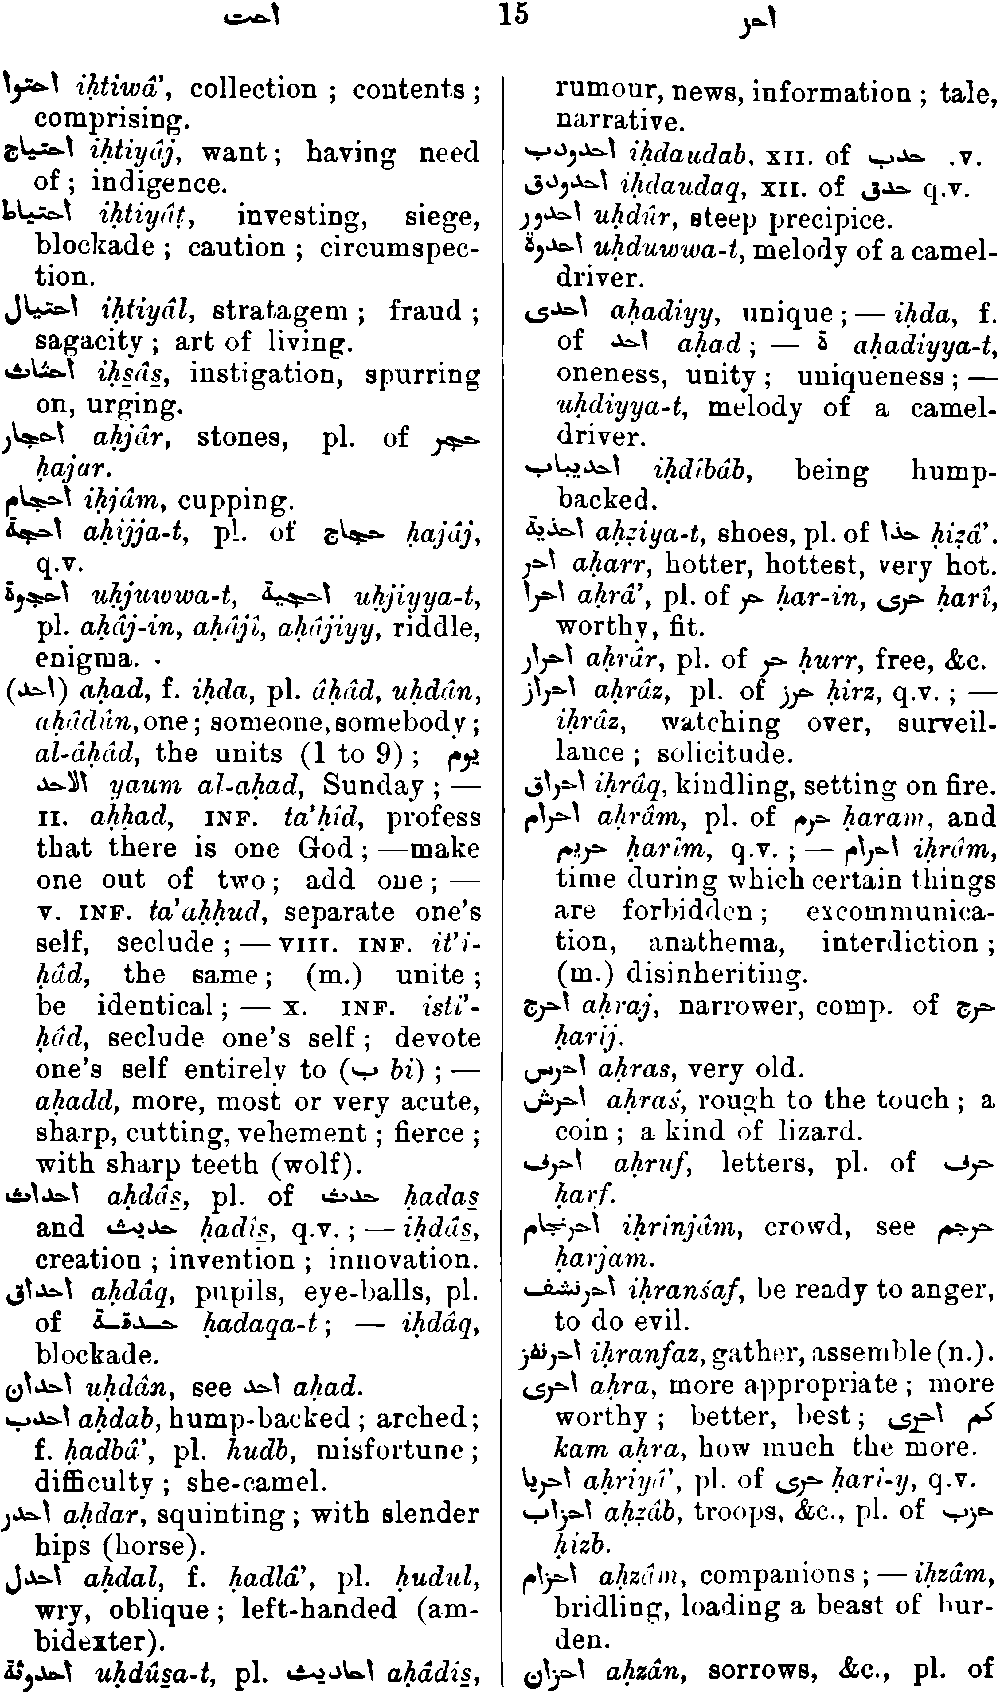 احت 15 احر
احتوا iḥtiwâ’, collection ; contents ;
comprising.
احتياج iḥtiyâj, want ; having need
of ; indigence.
احتياط iḥtiyâṭ, investing, siege,
blockade ; caution ; circumspec-
tion.
احتيال iḥtiyâl, stratagem ; fraud ;
sagacity ; art of living.
احثاث iḥs̱âs̱, instigation, spurring
on, urging.
احجار aḥjâr, stones, pl. of حجر
ḥajar.
احجام iḥjâm, cupping.
احجة aḥijja-t, pl. of حجاج ḥajâj,
q.v.
احجوة uḥjuwwa-t, احجية uḥjiyya-t,
pl. aḥâj-in, aḥâjî, aḥâjiyy, riddle,
enigma.
(احد) aḥad, f. iḥda, pl. âḥâd, uḥdân,
aḥâdûn, one ; someone, somebody ;
al-âḥâd, the units (1 to 9) ; يوم
الاحد yaum al-aḥad, Sunday ; —
II. aḥḥad, INF. ta’ḥîd, profess
that there is one God ; —make
one out of two ; add one ; —
V. INF. ta’aḥḥud, separate one's
self, seclude ; — VIII. INF. it’i-
ḥâd, the same ; (m.) unite ;
be identical ; — X. INF. isti’-
ḥâd, seclude one's self ; devote
one's self entirely to (ب bi) ; —
aḥadd, more, most or very acute,
sharp, cutting, vehement ; fierce ;
with sharp teeth (wolf).
احداث aḥdâs̱, pl. of حدث ḥadas̱
and حديث ḥadîs̱, q.v. ; — iḥdâs̱,
creation ; invention ; innovation.
احداق aḥdâq, pupils, eye-balls, pl.
of حدقة ḥadaqa-t ; — iḥdâq,
blockade.
احدان uḥdân, see احد aḥad.
احدب aḥdab, hump-backed ; arched ;
f. ḥadbâ’, pl. ḥudb, misfortune ;
difficulty ; she-camel.
احدر aḥdar, squinting ; with slender
hips (horse).
احدل aḥdal, f. ḥadlâ’, pl. ḥudul,
wry, oblique ; left-handed (am-
bidexter).
احدوثة uḥdûs̱a-t, pl. احاديث aḥâdîs̱,
rumour, news, information ; tale,
narrative.
احدودب iḥdaudab, XII. of حدب .v.
احدودق iḥdaudaq, XII. of حدق q.v.
احدور uḥdûr, steep precipice.
احدوة uḥduwwa-t, melody of a camel-
driver.
احدى aḥadiyy, unique ; — iḥda, f.
of احد aḥad ; — ة aḥadiyya-t,
oneness, unity ; uniqueness ; —
uḥdiyya-t, melody of a camel-
driver.
احديباب iḥdîbâb, being hump-
backed.
احذية aḥẕiya-t, shoes, pl. of حذا ḥiẕâ’.
احر aḥarr, hotter, hottest, very hot.
احرا aḥrâ’, pl. of حر ḥar-in, حرى ḥarî,
worthy, fit.
احرار aḥrâr, pl. of حر ḥurr, free, &c.
احراز aḥrâz, pl. of حرز ḥirz, q.v. ; —
iḥrâz, watching over, surveil-
lance ; solicitude.
احراق iḥrâq, kindling, setting on fire.
احرام aḥrâm, pl. of حرم ḥaram, and
حريم ḥarîm, q.v. ; — احرام iḥrâm,
time during which certain things
are forbidden ; excommunica-
tion, anathema, interdiction ;
(m.) disinheriting.
احرج aḥraj, narrower, comp. of حرج
ḥarij.
احرس aḥras, very old.
احرش aḥraś, rough to the touch ; a
coin ; a kind of lizard.
احرف aḥruf, letters, pl. of حرف
ḥarf.
احرنجام iḥrinjâm, crowd, see حرجم
ḥarjam.
احرنشف iḥranśaf, be ready to anger,
to do evil.
احرنفز iḥranfaz, gather, assemble (n.).
احرى aḥra, more appropriate ; more
worthy ; better, best ; كم احرى
kam aḥra, how much the more.
احريا aḥriyâ’, pl. of حرى ḥarî-y, q.v.
احزاب aḥzâb, troops, &c., pl. of حزب
ḥizb.
احزام aḥzâm, companions ; — iḥzâm,
bridling, loading a beast of bur-
den.
احزان aḥzân, sorrows, &c., pl. of